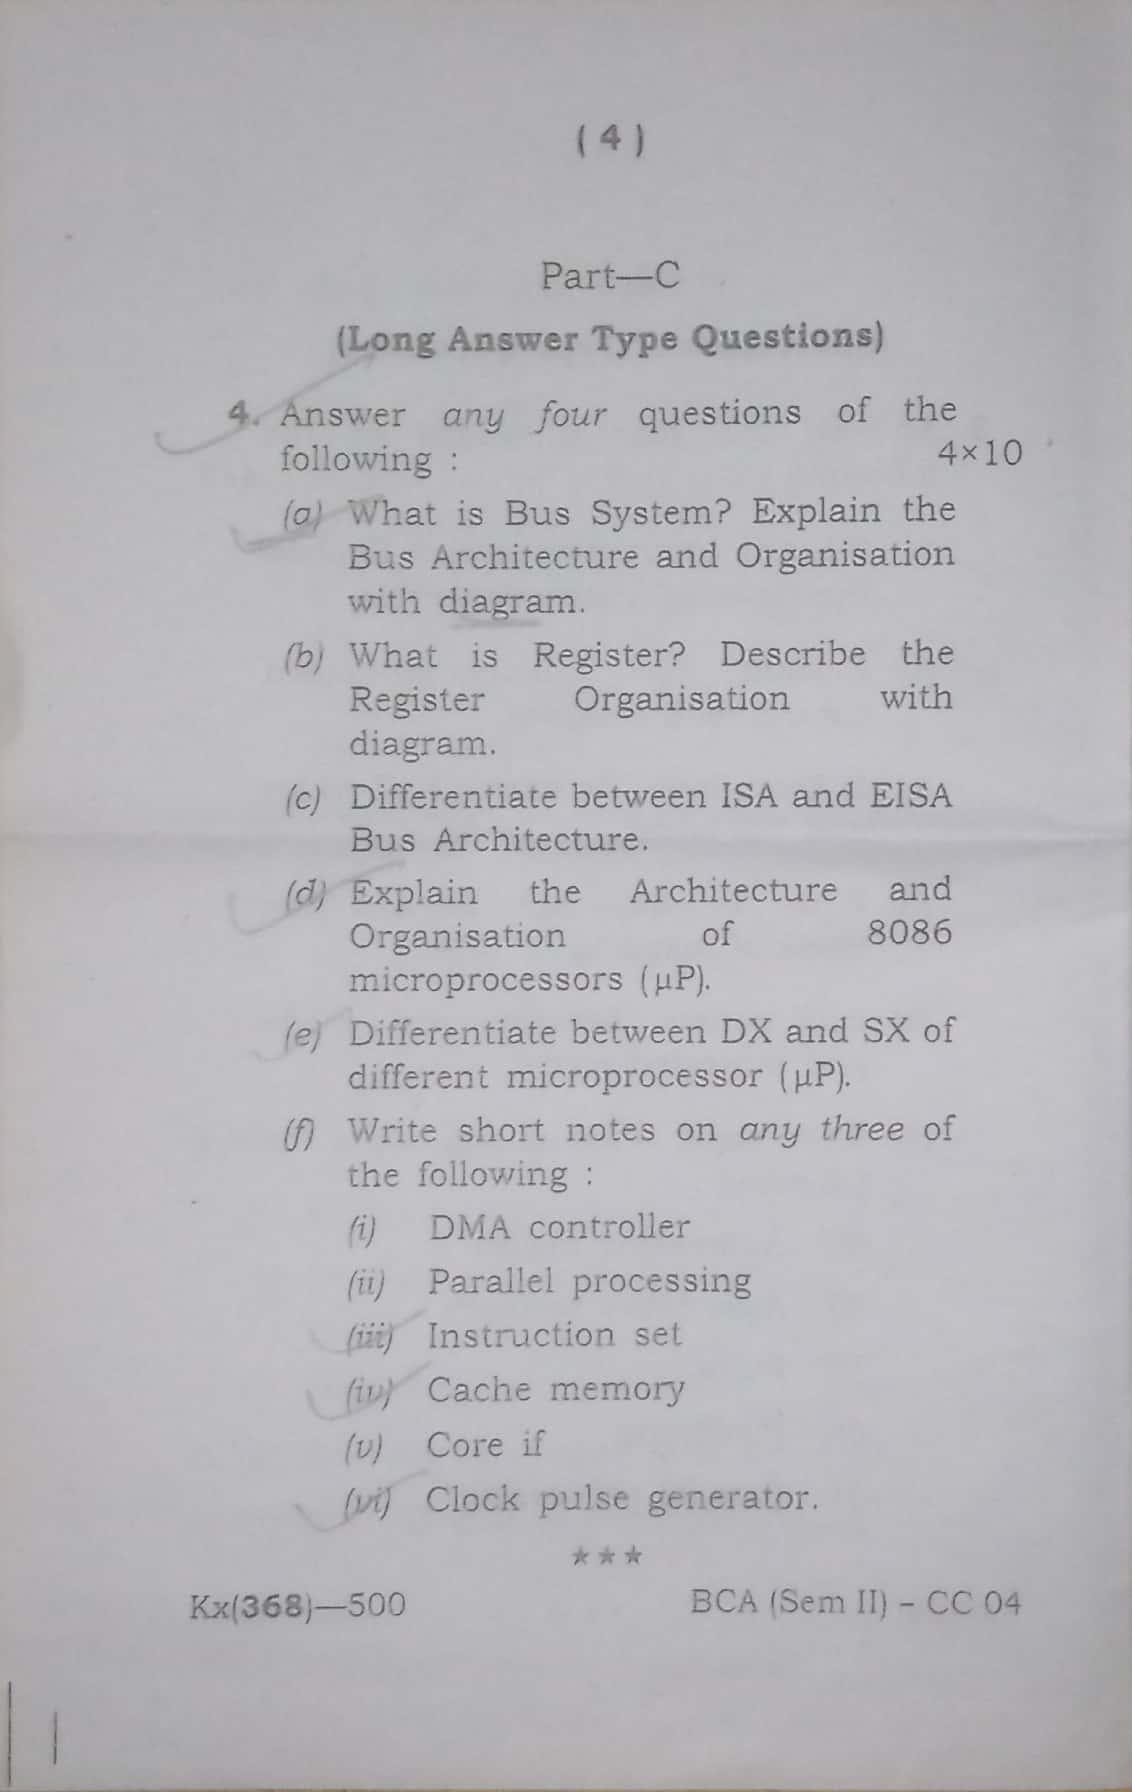 ( 4 )
Part—C
(Long Answer Type Questions)
4. Answer any four questions of the
following : 4×10
(a) What is Bus System? Explain the
Bus Architecture and Organisation
with diagram.
(b) What is Register? Describe the
Register Organisation with
diagram.
(c) Differentiate between ISA and EISA
Bus Architecture.
(d) Explain the Architecture and
Organisation of 8086
microprocessors (μP).
(e) Differentiate between DX and SX of
different microprocessor (μP).
(f) Write short notes on any three of
the following :
(i) DMA controller
(ii) Parallel processing
(iii) Instruction set
(iv) Cache memory
(v) Core if
(vi) Clock pulse generator.
★★★
Kx(368)—500 BCA (Sem II) – CC 04